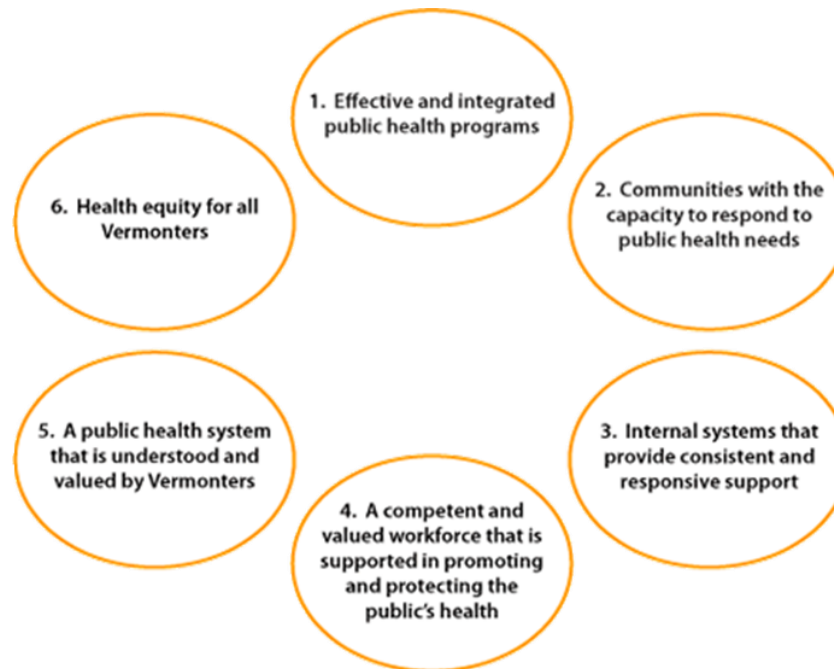 1. Effective and integrated
public health programs
2. Communities with the
capacity to respond to
public health needs
3. Internal systems that
provide consistent and
responsive support
4. A competent and
valued workforce that is
supported in promoting
and protecting the
public's health
5. A public health system
that is understood and
valued by Vermonters
6. Health equity for all
Vermonters